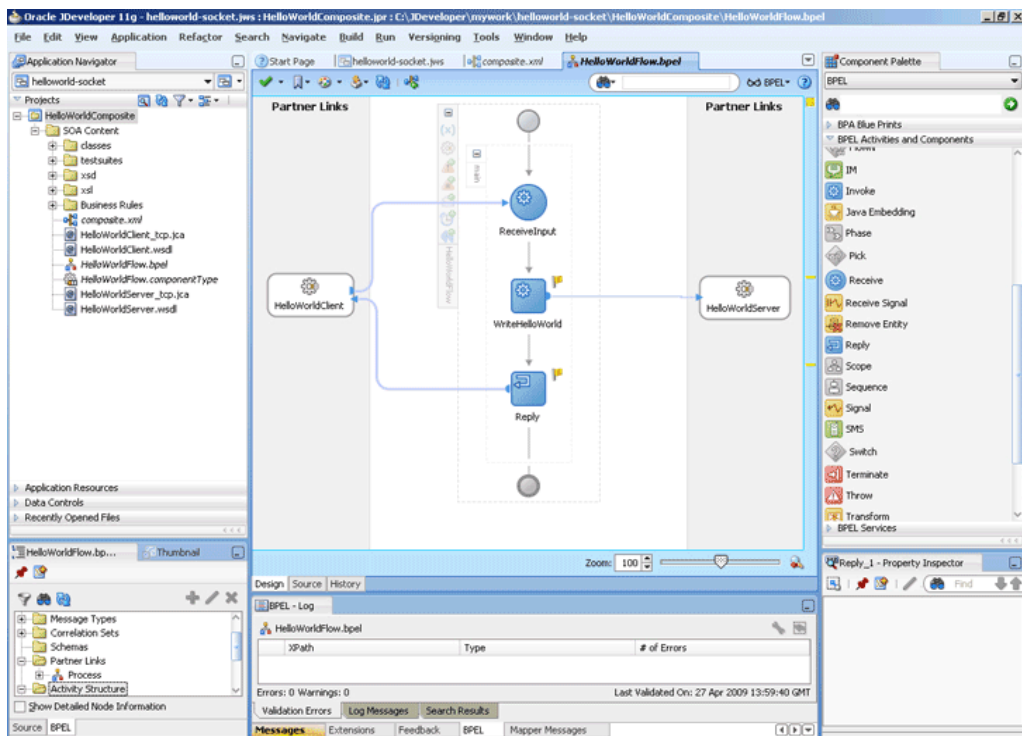 Oracle JDeveloper 11g - helloworld-socket.jws : HelloWorldComposite.jpr : C:\JDeveloper\mywork\helloworld-socket\HelloWorldComposite\HelloWorldFlow.bpel
File Edit View Application Refactor Search Navigate Build Run Versioning Tools Window Help
Application Navigator
helloworld-socket
Projects
HelloWorldComposite
SOA Content
classes
testsuites
xsd
xsl
Business Rules
composite.xml
HelloWorldClient_tcp.jca
HelloWorldClient.wsdl
HelloWorldFlow.bpel
HelloWorldFlow.componentType
HelloWorldServer_tcp.jca
HelloWorldServer.wsdl
Application Resources
Data Controls
Recently Opened Files
HelloWorldFlow.bp...
Thumbnail
Message Types
Correlation Sets
Schemas
Partner Links
Process
Activity Structure
Show Detailed Node Information
Source BPEL
Start Page helloworld-socket.jws composite.xml HelloWorldFlow.bpel
BPEL
Partner Links
Partner Links
main
HelloWorldFlow
ReceiveInput
HelloWorldClient
WriteHelloWorld
HelloWorldServer
Reply
Zoom: 100
Design Source History
BPEL - Log
HelloWorldFlow.bpel
XPath Type # of Errors
Errors: 0 Warnings: 0
Last Validated On: 27 Apr 2009 13:59:40 GMT
Validation Errors Log Messages Search Results
Messages Extensions Feedback BPEL Mapper Messages
Component Palette
BPEL
BPA Blue Prints
BPEL Activities and Components
IM
Invoke
Java Embedding
Phase
Pick
Receive
Receive Signal
Remove Entity
Reply
Scope
Sequence
Signal
SMS
Switch
Terminate
Throw
Transform
BPEL Services
Reply_1 - Property Inspector
Find